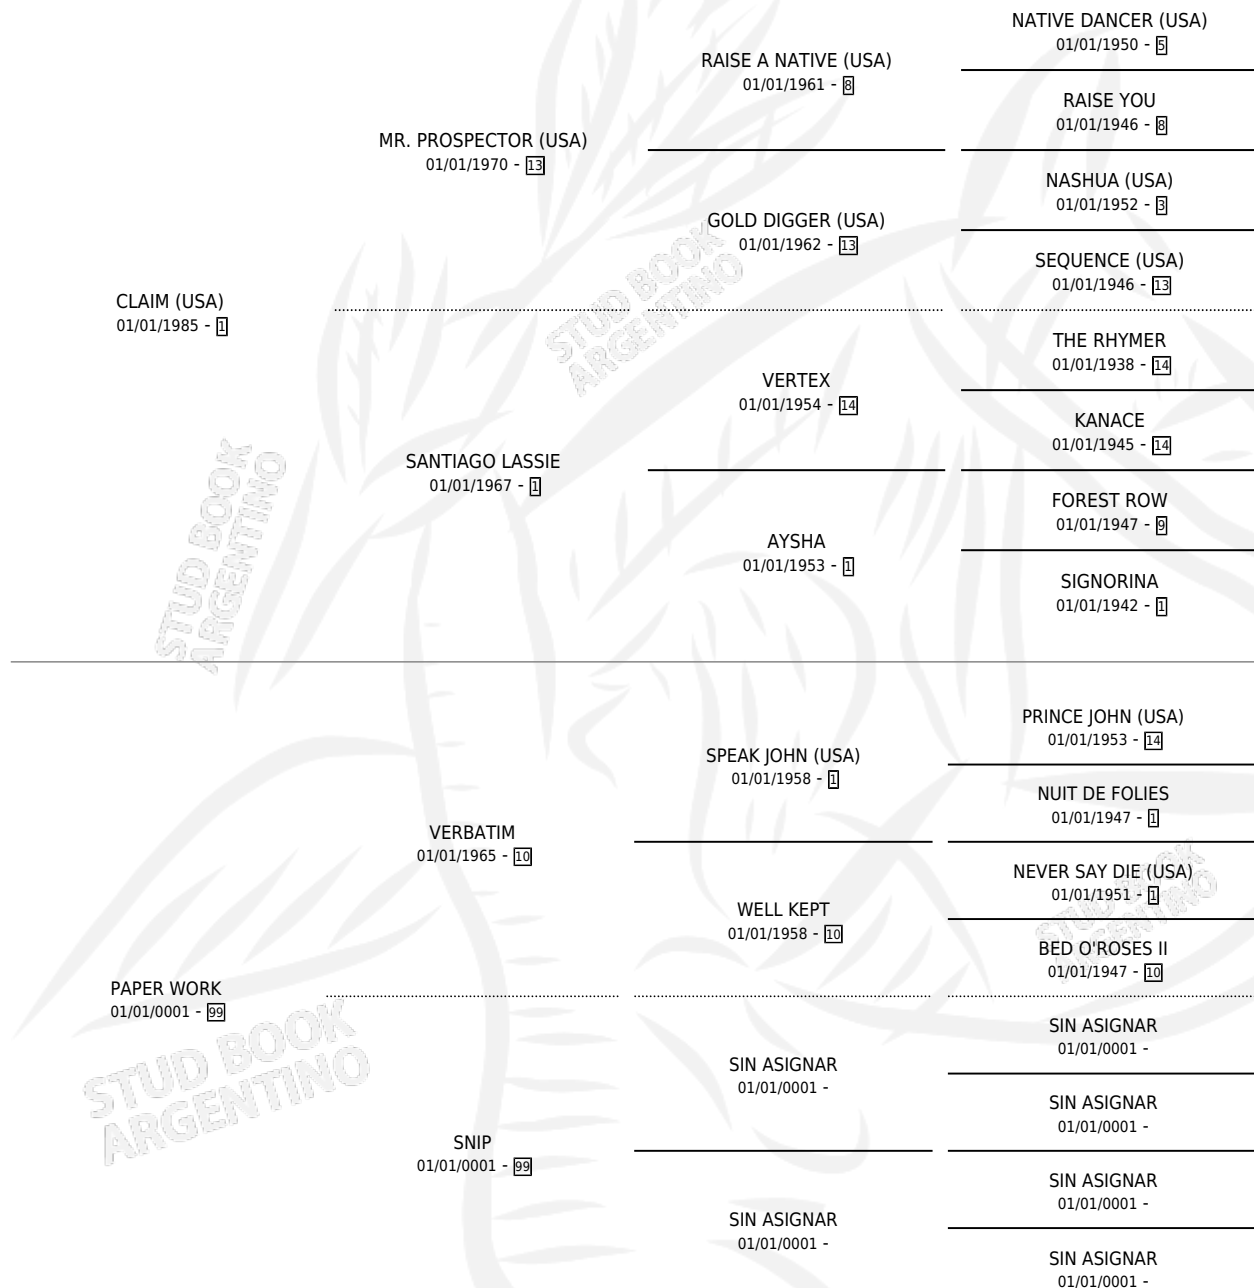 NATIVE DANCER (USA)
01/01/1950 - 5
RAISE A NATIVE (USA)
01/01/1961 - 8
RAISE YOU
01/01/1946 - 8
MR. PROSPECTOR (USA)
01/01/1970 - 13
NASHUA (USA)
01/01/1952 - 3
GOLD DIGGER (USA)
01/01/1962 - 13
SEQUENCE (USA)
01/01/1946 - 13
CLAIM (USA)
01/01/1985 - 1
THE RHYMER
01/01/1938 - 14
VERTEX
01/01/1954 - 14
KANACE
01/01/1945 - 14
SANTIAGO LASSIE
01/01/1967 - 1
FOREST ROW
01/01/1947 - 9
AYSHA
01/01/1953 - 1
SIGNORINA
01/01/1942 - 1
PRINCE JOHN (USA)
01/01/1953 - 14
SPEAK JOHN (USA)
01/01/1958 - 1
NUIT DE FOLIES
01/01/1947 - 1
VERBATIM
01/01/1965 - 10
NEVER SAY DIE (USA)
01/01/1951 - 1
WELL KEPT
01/01/1958 - 10
BED O'ROSES II
01/01/1947 - 10
PAPER WORK
01/01/0001 - 99
SIN ASIGNAR
01/01/0001 -
SIN ASIGNAR
01/01/0001 -
SIN ASIGNAR
01/01/0001 -
SNIP
01/01/0001 - 99
SIN ASIGNAR
01/01/0001 -
SIN ASIGNAR
01/01/0001 -
SIN ASIGNAR
01/01/0001 -
STUD BOOK
ARGENTINO
STUD BOOK
ARGENTINO
STUD BOOK
ARGENTINO
STUD BOOK
ARGENTINO